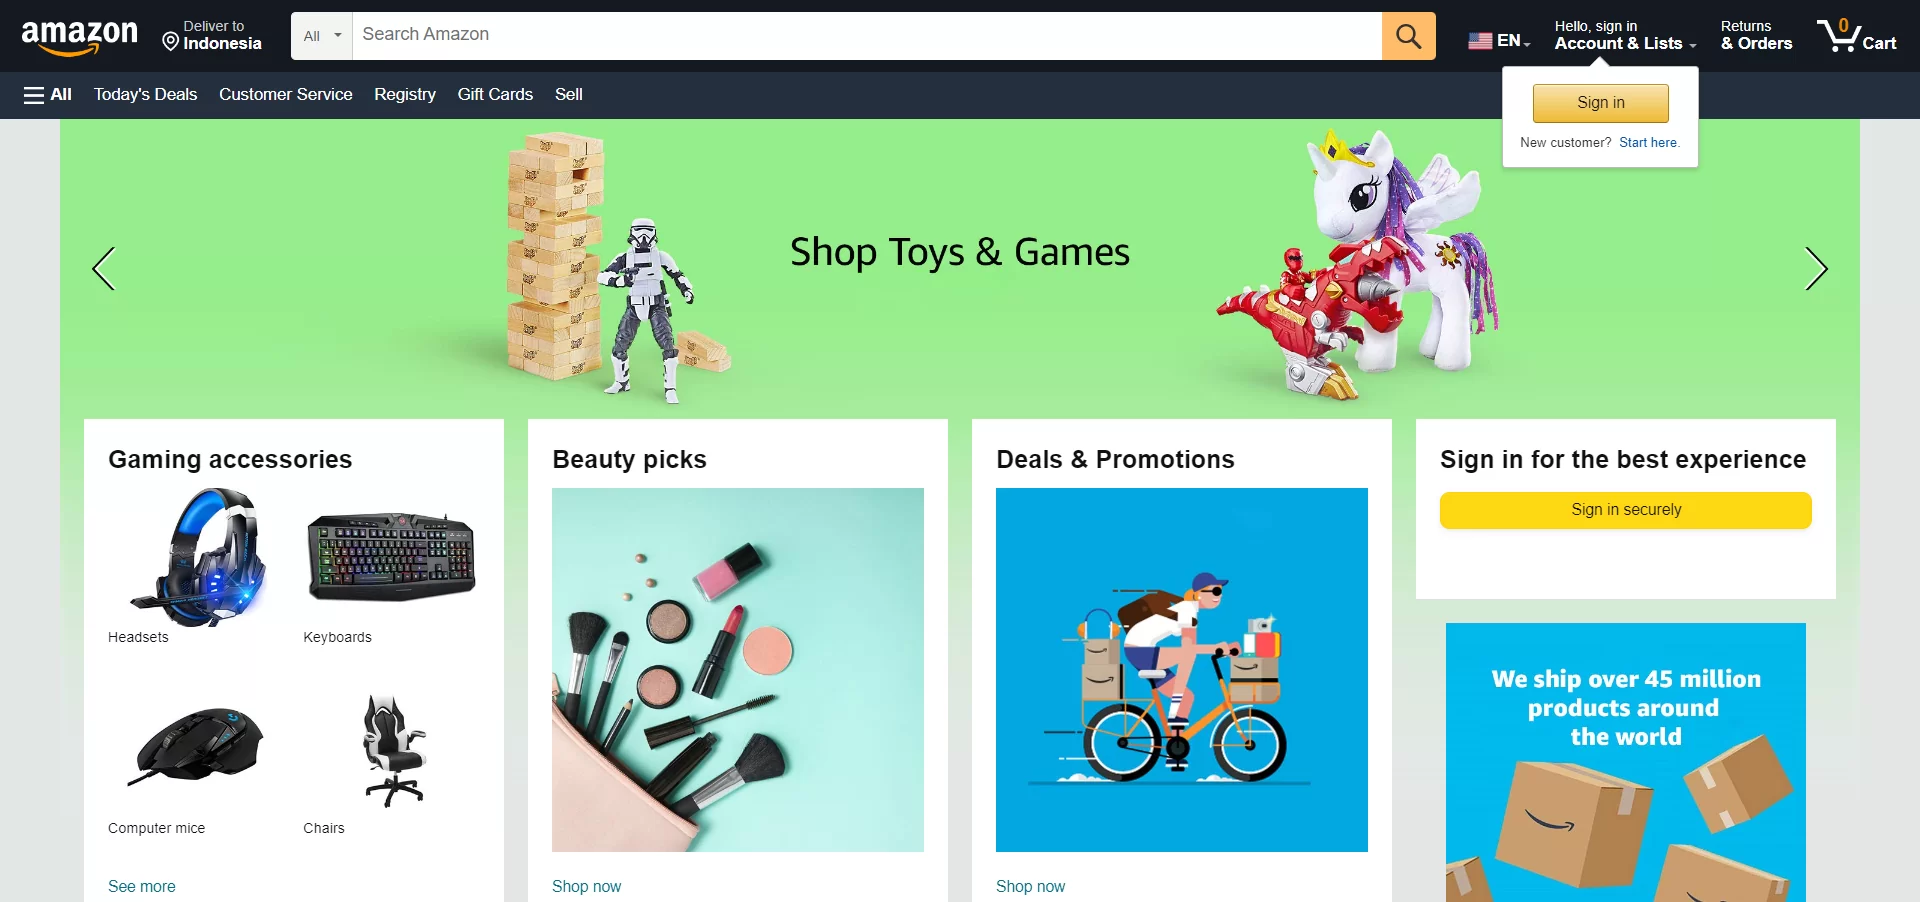 amazon
Deliver to
Indonesia
All
Search Amazon
EN
Hello, sign in
Account & Lists
Returns
& Orders
0
Cart
All
Today's Deals
Customer Service
Registry
Gift Cards
Sell
Sign in
New customer? Start here.
Shop Toys & Games
Gaming accessories
Headsets
Keyboards
Computer mice
Chairs
See more
Beauty picks
Shop now
Deals & Promotions
Shop now
Sign in for the best experience
Sign in securely
We ship over 45 million
products around
the world